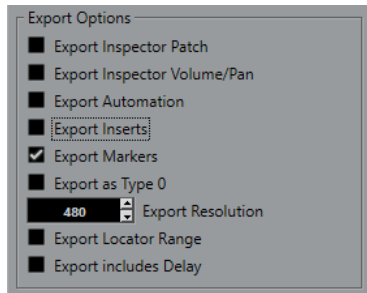 Export Options
Export Inspector Patch
Export Inspector Volume/Pan
Export Automation
Export Inserts
Export Markers
Export as Type 0
480 Export Resolution
Export Locator Range
Export includes Delay